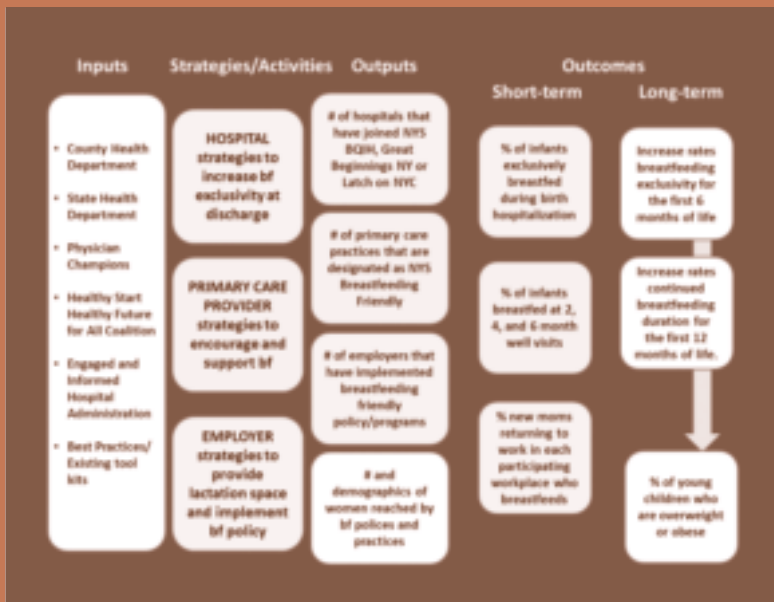 Inputs
Strategies/Activities
Outputs
Outcomes
Short-term
Long-term
• County Health
Department
• State Health
Department
• Physician
Champions
• Healthy Start
Healthy Future
for All Coalition
• Engaged and
Informed
Hospital
Administration
• Best Practices/
Existing tool
kits
HOSPITAL
strategies to
increase bf
exclusivity at
discharge
PRIMARY CARE
PROVIDER
strategies to
encourage and
support bf
EMPLOYER
strategies to
provide
lactation space
and implement
bf policy
# of hospitals that
have joined NYS
BQIH, Great
Beginnings NY or
Latch on NYC
# of primary care
practices that are
designated as NYS
Breastfeeding
Friendly
# of employers that
have implemented
breastfeeding
friendly
policy/programs
# and
demographics of
women reached by
bf polices and
practices
% of infants
exclusively
breastfed
during birth
hospitalization
% of infants
breastfed at 2,
4, and 6 month
well visits
% new moms
returning to
work in each
participating
workplace who
breastfeeds
Increase rates
breastfeeding
exclusivity for
the first 6
months of life
Increase rates
continued
breastfeeding
duration for
the first 12
months of life.
% of young
children who
are overweight
or obese